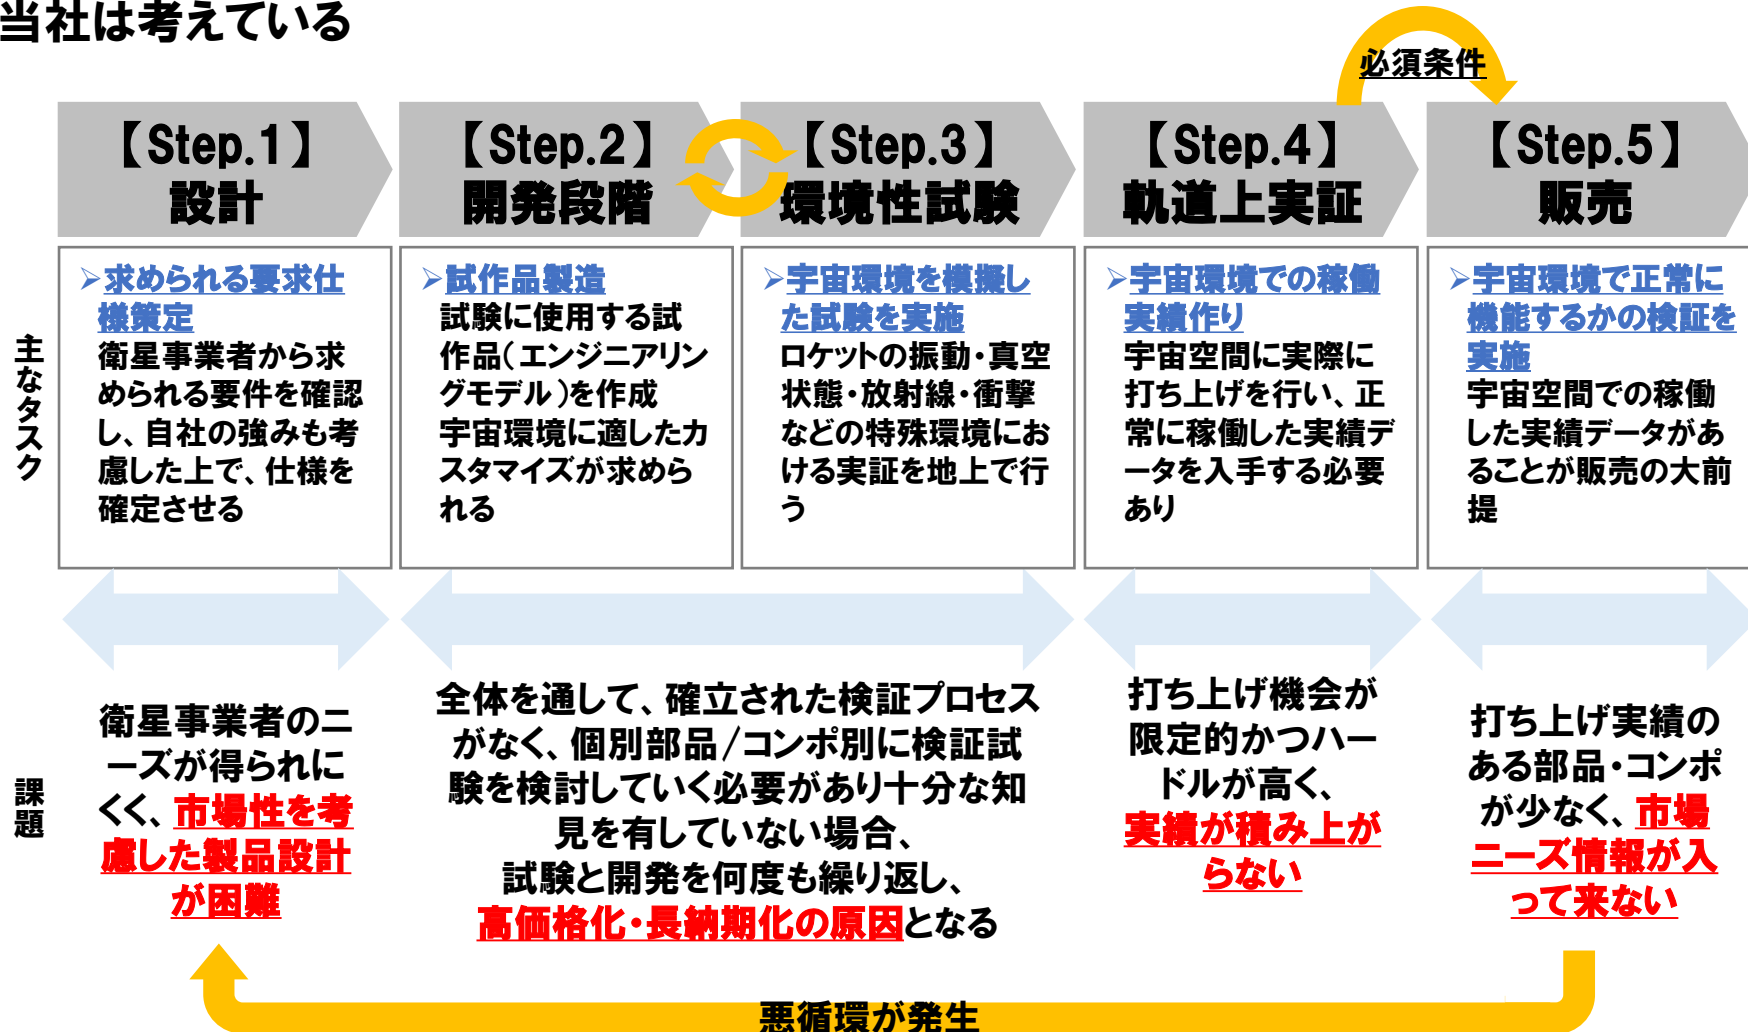 当社は考えている
必須条件
【Step.1】
設計
【Step.2】
開発段階
【Step.3】
環境性試験
【Step.4】
軌道上実証
【Step.5】
販売
主なタスク
➢求められる要求仕
様策定
衛星事業者から求
められる要件を確認
し、自社の強みも考
慮した上で、仕様を
確定させる
➢試作品製造
試験に使用する試
作品(エンジニアリン
グモデル)を作成
宇宙環境に適したカ
スタマイズが求めら
れる
➢宇宙環境を模擬し
た試験を実施
ロケットの振動・真空
状態・放射線・衝撃
などの特殊環境にお
ける実証を地上で行
う
➢宇宙環境での稼働
実績作り
宇宙空間に実際に
打ち上げを行い、正
常に稼働した実績デ
ータを入手する必要
あり
➢宇宙環境で正常に
機能するかの検証を
実施
宇宙空間での稼働
した実績データがあ
ることが販売の大前
提
課題
衛星事業者のニ
ーズが得られに
くく、市場性を考
慮した製品設計
が困難
全体を通して、確立された検証プロセス
がなく、個別部品/コンポ別に検証試
験を検討していく必要があり十分な知
見を有していない場合、
試験と開発を何度も繰り返し、
高価格化・長納期化の原因となる
打ち上げ機会が
限定的かつハー
ドルが高く、
実績が積み上が
らない
打ち上げ実績の
ある部品・コンポ
が少なく、市場
ニーズ情報が入
って来ない
悪循環が発生